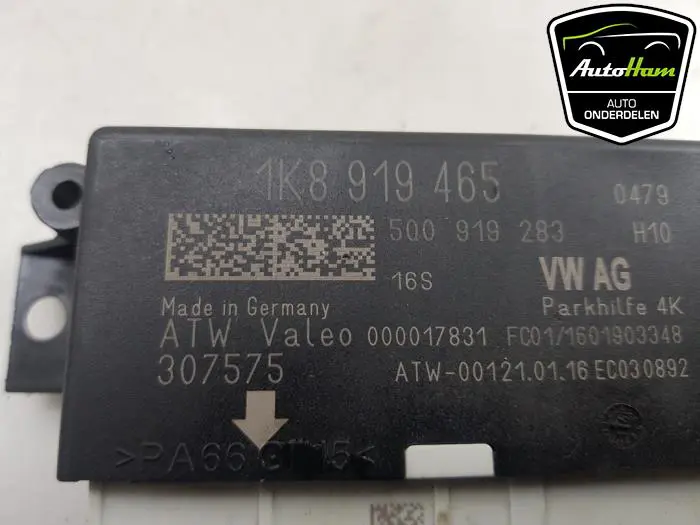 AutoHam
AUTO
ONDERDELEN
1K8 919 465
0479
5Q0 919 283 H10
16S
VW AG
Made in Germany
Parkhilfe 4K
ATW Valeo 000017831 FC01/1601903348
307575
ATW-00121.01.16 EC030892